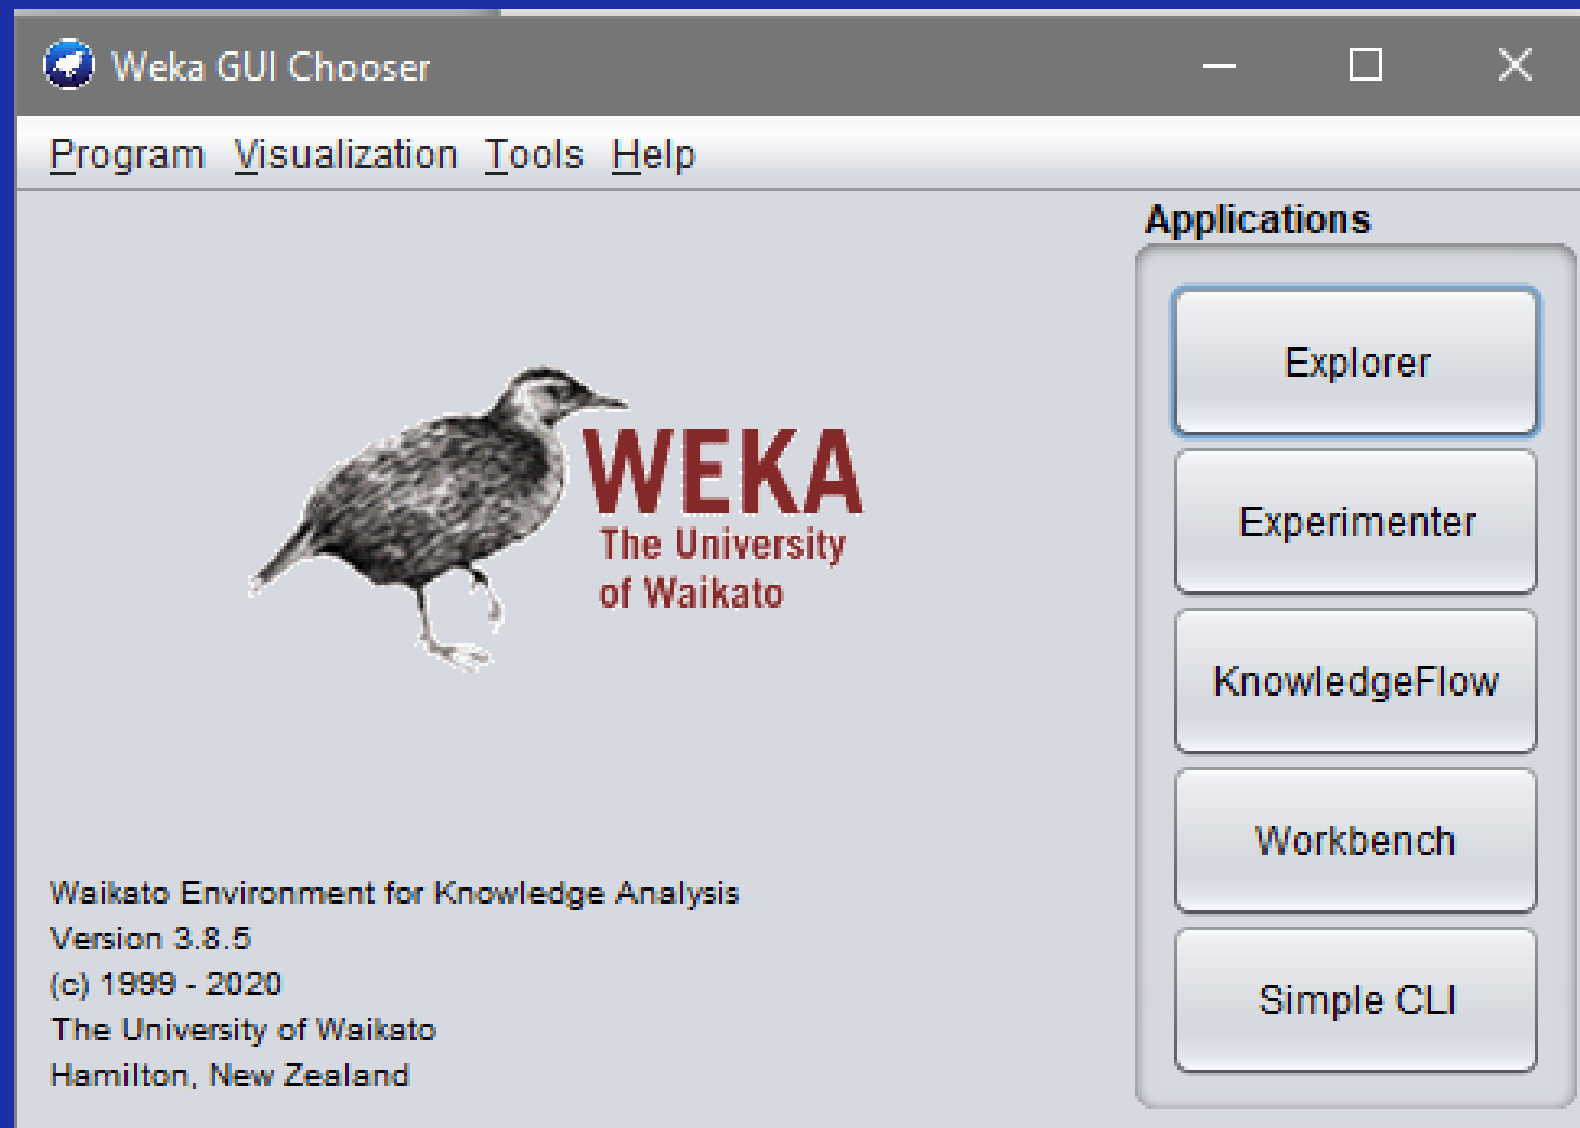 Weka GUI Chooser
Program Visualization Tools Help
Applications
Explorer
Experimenter
KnowledgeFlow
Workbench
Simple CLI
WEKA
The University
of Waikato
Waikato Environment for Knowledge Analysis
Version 3.8.5
(c) 1999 - 2020
The University of Waikato
Hamilton, New Zealand